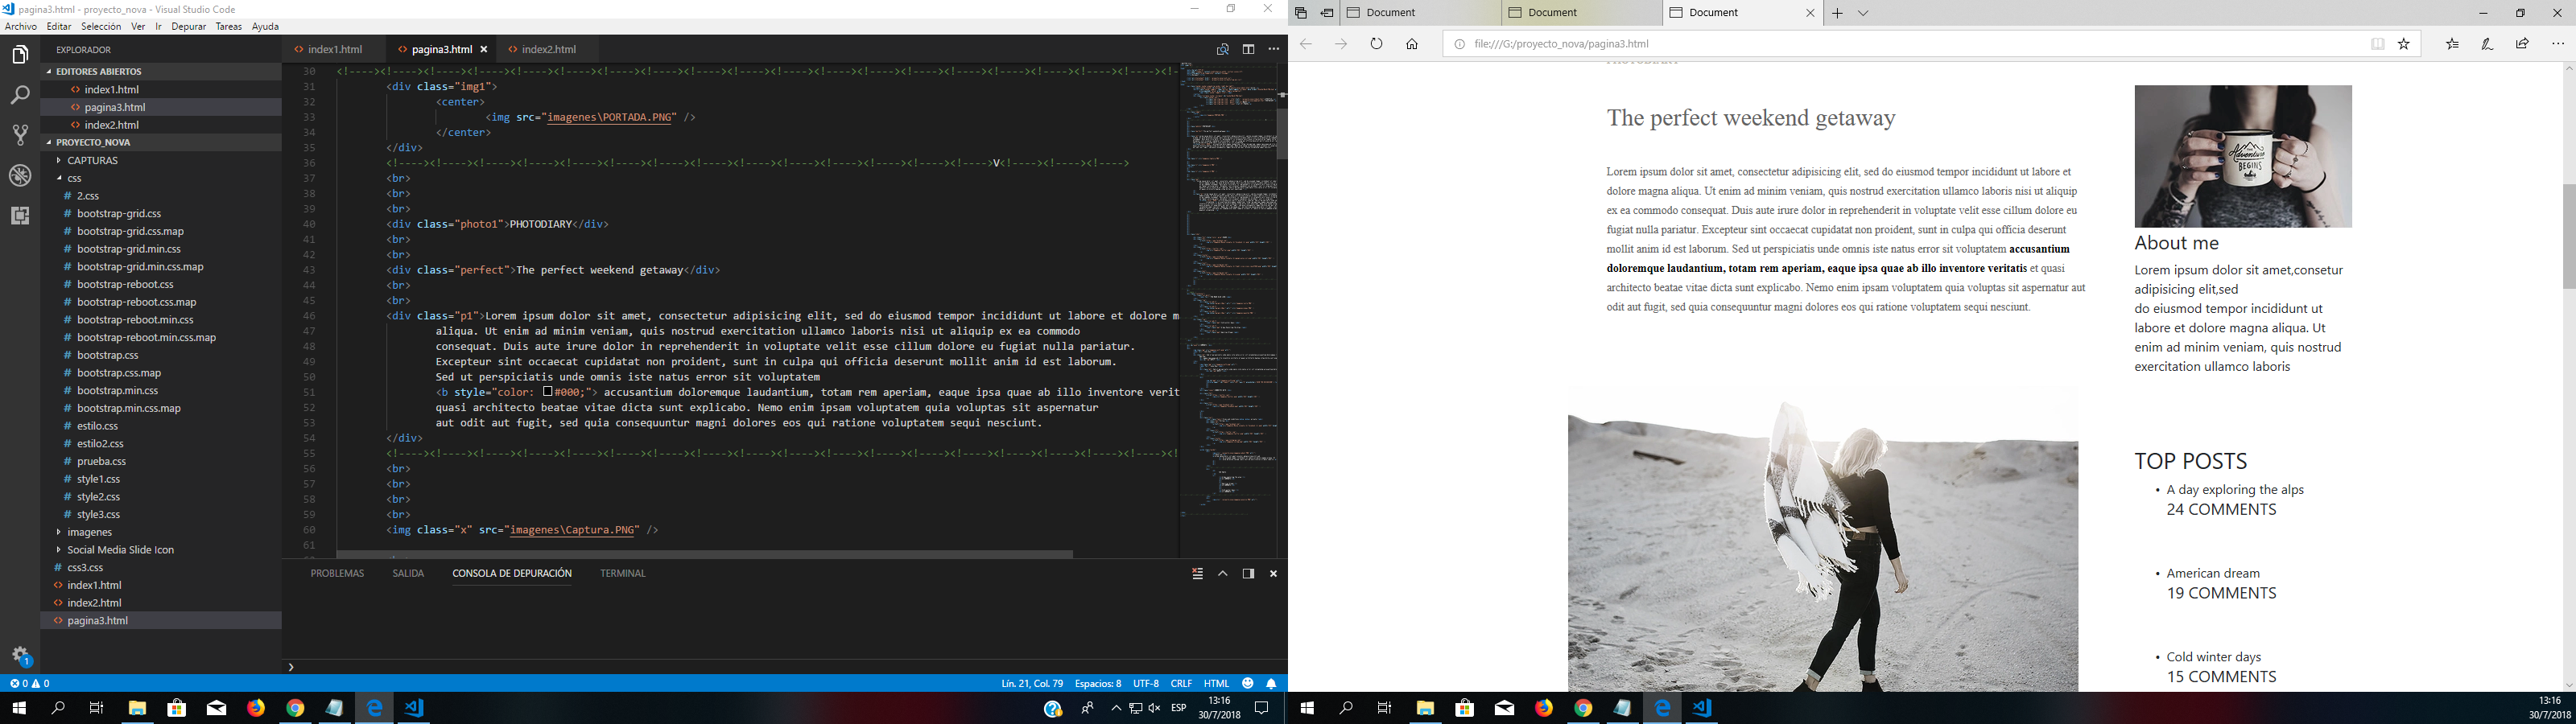 pagina3.html - proyecto_nova - Visual Studio Code
Archivo Editar Selección Ver Ir Depurar Tareas Ayuda
EXPLORADOR
EDITORES ABIERTOS
index1.html
pagina3.html
index2.html
PROYECTO_NOVA
CAPTURAS
css
2.css
bootstrap-grid.css
bootstrap-grid.css.map
bootstrap-grid.min.css
bootstrap-grid.min.css.map
bootstrap-reboot.css
bootstrap-reboot.css.map
bootstrap-reboot.min.css
bootstrap-reboot.min.css.map
bootstrap.css
bootstrap.css.map
bootstrap.min.css
bootstrap.min.css.map
estilo.css
estilo2.css
prueba.css
style1.css
style2.css
style3.css
imagenes
Social Media Slide Icon
css3.css
index1.html
index2.html
pagina3.html
index1.html pagina3.html index2.html
30 <!----><!----><!----><!----><!----><!----><!----><!----><!----><!----><!----><!----><!----><!----><!----><!----><!----><!----><!----><!-
31 <div class="img1">
32 <center>
33 <img src="imagenes\PORTADA.PNG" />
34 </center>
35 </div>
36 <!----><!----><!----><!----><!----><!----><!----><!----><!----><!----><!----><!----><!----><!---->V<!----><!----><!---->
37 <br>
38 <br>
39 <br>
40 <div class="photo1">PHOTODIARY</div>
41 <br>
42 <br>
43 <div class="perfect">The perfect weekend getaway</div>
44 <br>
45 <br>
46 <div class="p1">Lorem ipsum dolor sit amet, consectetur adipisicing elit, sed do eiusmod tempor incididunt ut labore et dolore m
47 aliqua. Ut enim ad minim veniam, quis nostrud exercitation ullamco laboris nisi ut aliquip ex ea commodo
48 consequat. Duis aute irure dolor in reprehenderit in voluptate velit esse cillum dolore eu fugiat nulla pariatur.
49 Excepteur sint occaecat cupidatat non proident, sunt in culpa qui officia deserunt mollit anim id est laborum.
50 Sed ut perspiciatis unde omnis iste natus error sit voluptatem
51 <b style="color: #000;"> accusantium doloremque laudantium, totam rem aperiam, eaque ipsa quae ab illo inventore verit
52 quasi architecto beatae vitae dicta sunt explicabo. Nemo enim ipsam voluptatem quia voluptas sit aspernatur
53 aut odit aut fugit, sed quia consequuntur magni dolores eos qui ratione voluptatem sequi nesciunt.
54 </div>
55 <!----><!----><!----><!----><!----><!----><!----><!----><!----><!----><!----><!----><!----><!----><!----><!----><!----><!----><!-
56 <br>
57 <br>
58 <br>
59 <br>
60 <img class="x" src="imagenes\Captura.PNG" />
61
PROBLEMAS SALIDA CONSOLA DE DEPURACIÓN TERMINAL
0 0
Lín. 21, Col. 79 Espacios: 8 UTF-8 CRLF HTML
ESP
13:16
30/7/2018
Document Document Document
file:///G:/proyecto_nova/pagina3.html
The perfect weekend getaway
Lorem ipsum dolor sit amet, consectetur adipisicing elit, sed do eiusmod tempor incididunt ut labore et
dolore magna aliqua. Ut enim ad minim veniam, quis nostrud exercitation ullamco laboris nisi ut aliquip
ex ea commodo consequat. Duis aute irure dolor in reprehenderit in voluptate velit esse cillum dolore eu
fugiat nulla pariatur. Excepteur sint occaecat cupidatat non proident, sunt in culpa qui officia deserunt
mollit anim id est laborum. Sed ut perspiciatis unde omnis iste natus error sit voluptatem accusantium
doloremque laudantium, totam rem aperiam, eaque ipsa quae ab illo inventore veritatis et quasi
architecto beatae vitae dicta sunt explicabo. Nemo enim ipsam voluptatem quia voluptas sit aspernatur aut
odit aut fugit, sed quia consequuntur magni dolores eos qui ratione voluptatem sequi nesciunt.
Adventure
BEGINS
About me
Lorem ipsum dolor sit amet,consetur
adipisicing elit,sed
do eiusmod tempor incididunt ut
labore et dolore magna aliqua. Ut
enim ad minim veniam, quis nostrud
exercitation ullamco laboris
TOP POSTS
• A day exploring the alps
24 COMMENTS
• American dream
19 COMMENTS
• Cold winter days
15 COMMENTS
13:16
30/7/2018